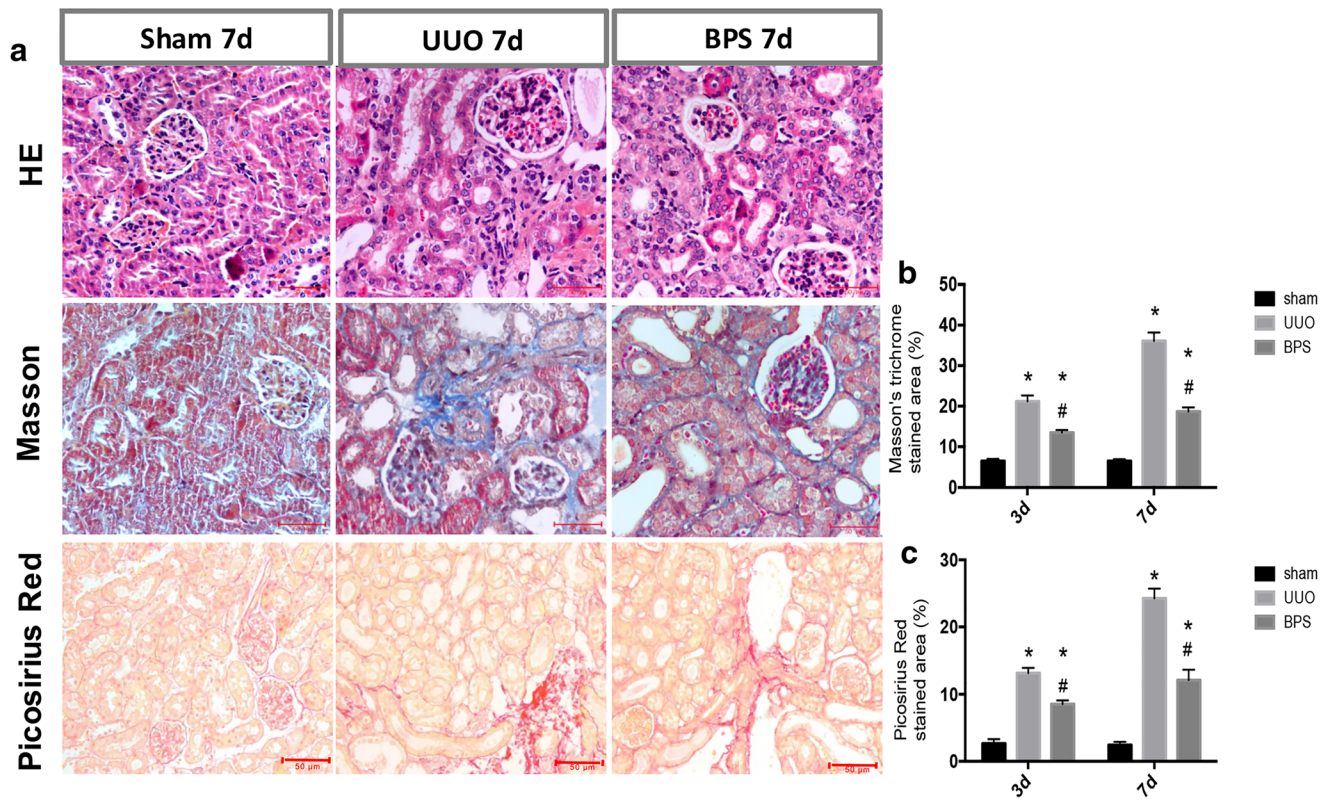 a
Sham 7d
UUO 7d
BPS 7d
HE
Masson
Picosirius Red
50 µm
50 µm
50 µm
b
Masson's trichrome
stained area (%)
50
40
30
20
10
0
*
*
#
*
*
#
3d
7d
sham
UUO
BPS
c
Picosirius Red
stained area (%)
30
20
10
0
*
*
#
*
*
#
3d
7d
sham
UUO
BPS